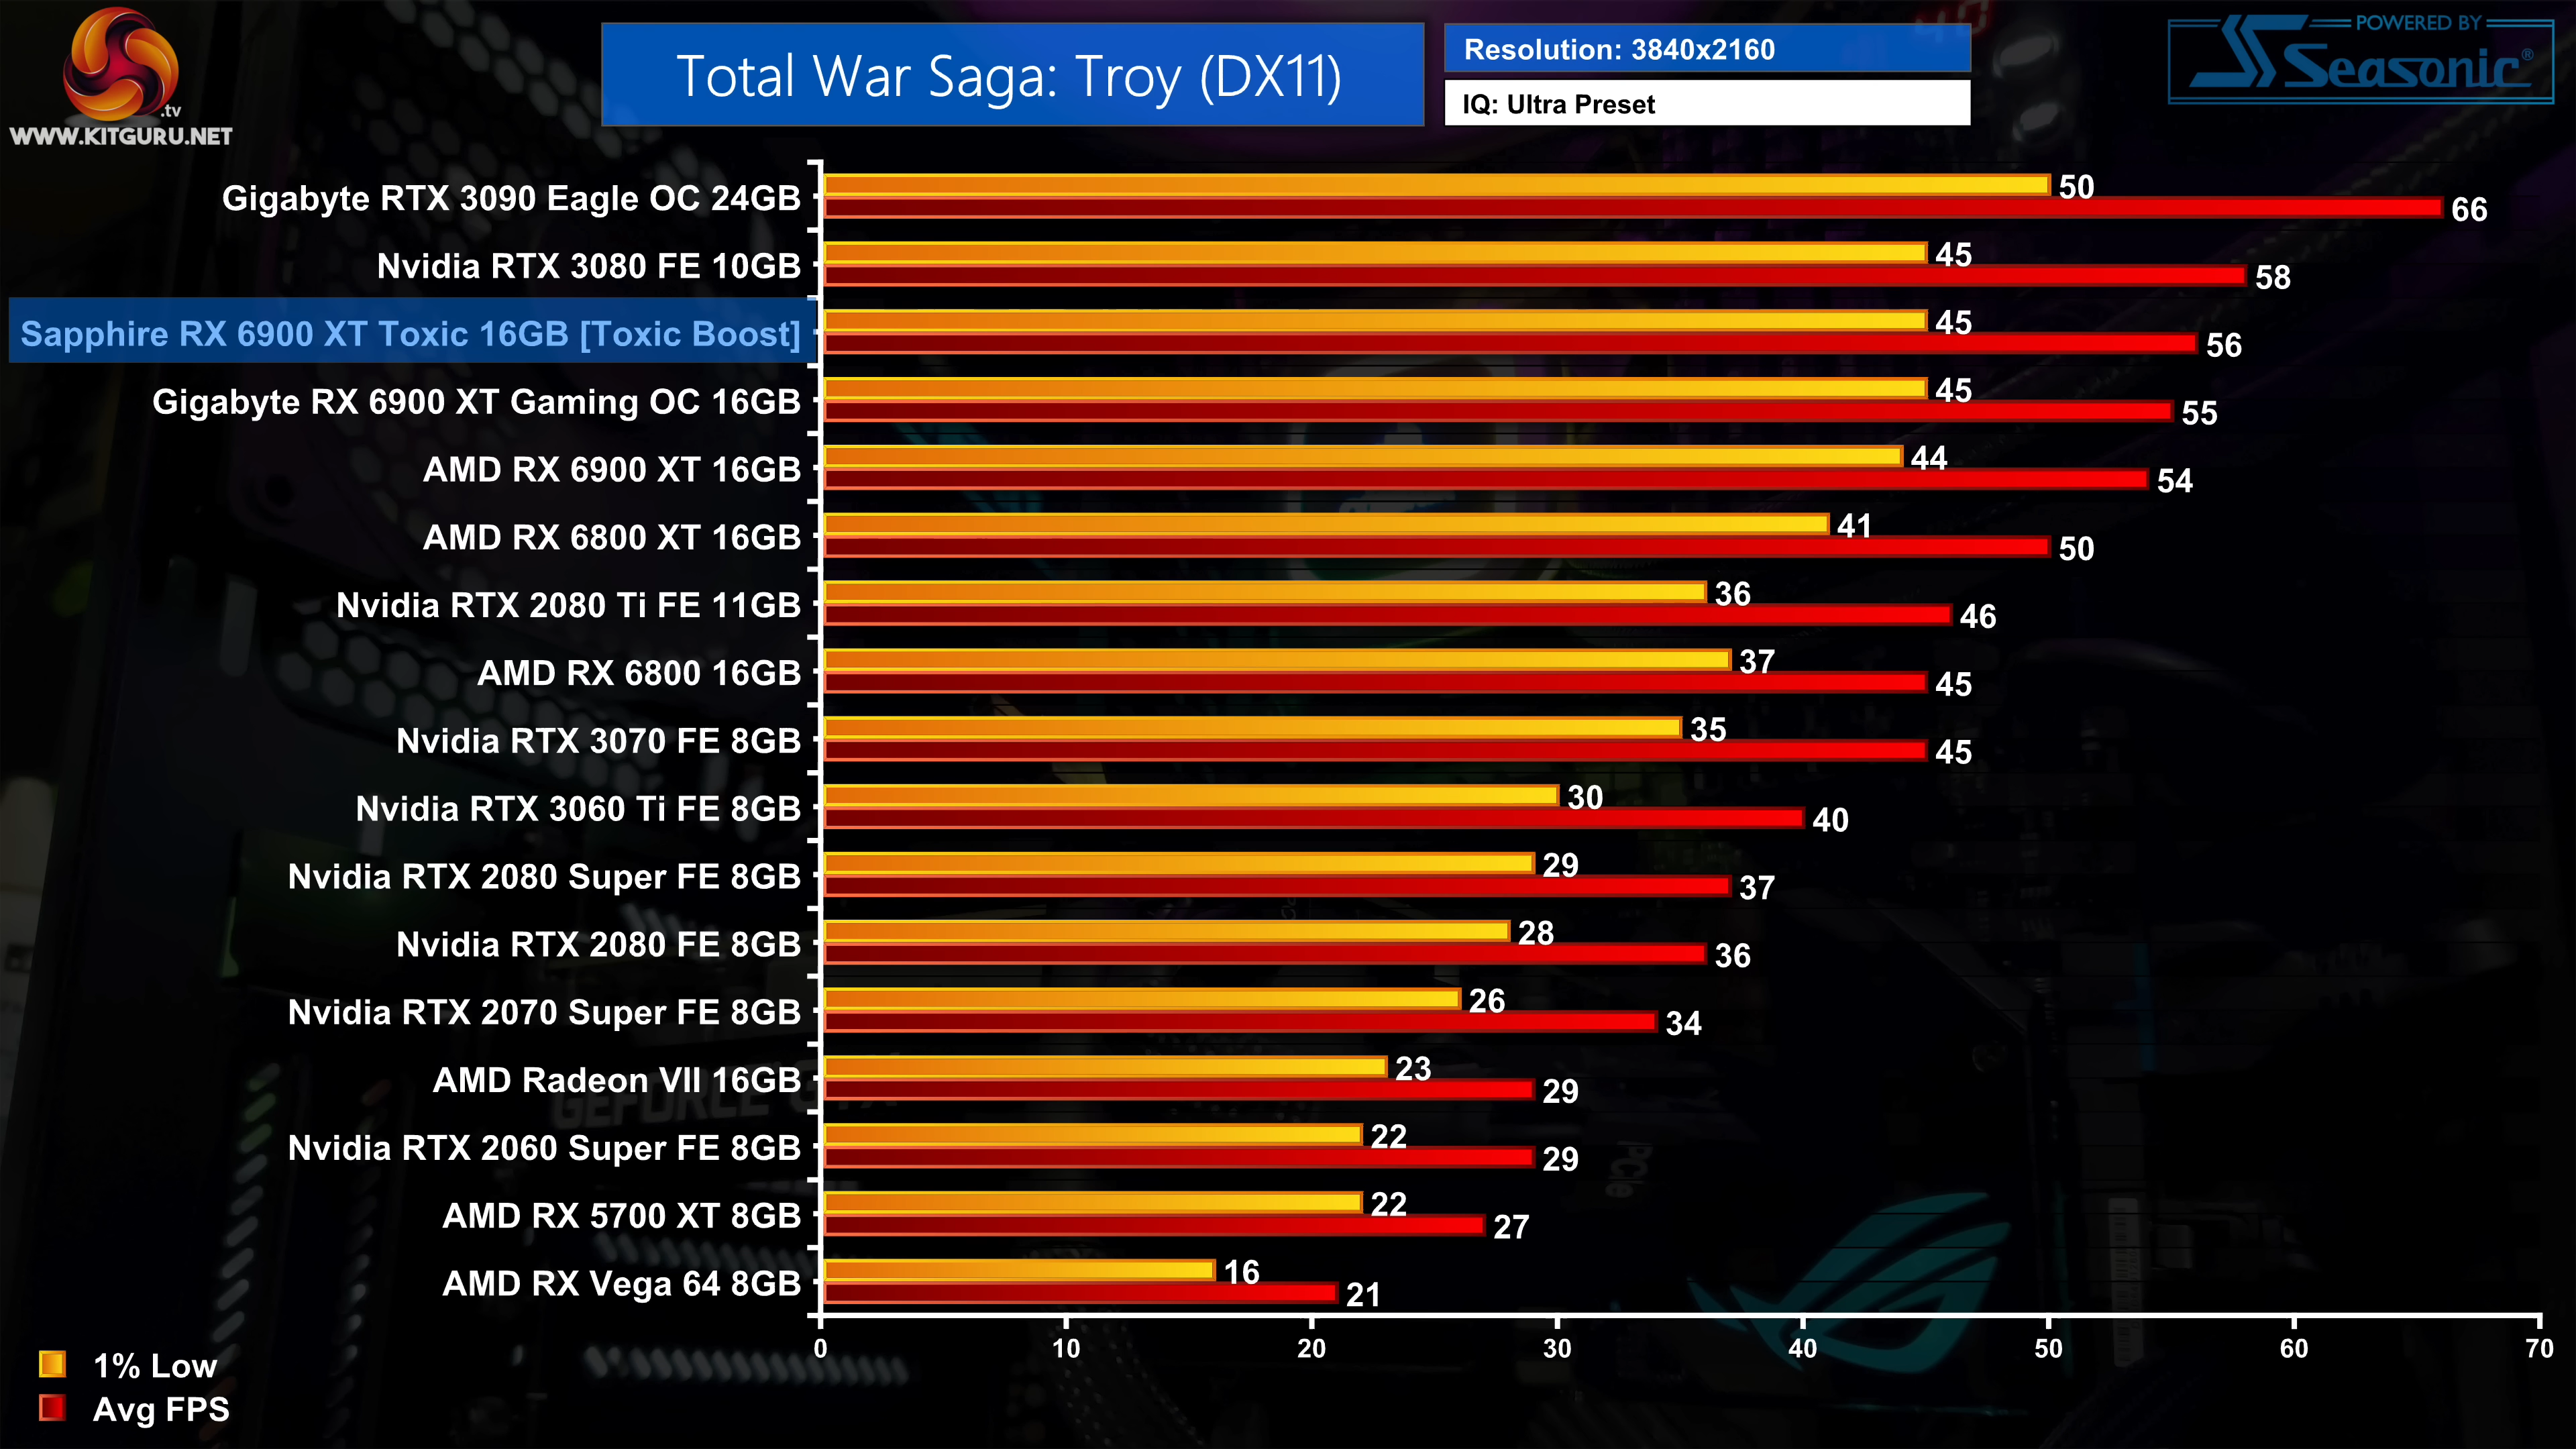 .tv
WWW.KITGURU.NET
Total War Saga: Troy (DX11)
Resolution: 3840x2160
IQ: Ultra Preset
POWERED BY
Seasonic®
Gigabyte RTX 3090 Eagle OC 24GB
50
66
Nvidia RTX 3080 FE 10GB
45
58
Sapphire RX 6900 XT Toxic 16GB [Toxic Boost]
45
56
Gigabyte RX 6900 XT Gaming OC 16GB
45
55
AMD RX 6900 XT 16GB
44
54
AMD RX 6800 XT 16GB
41
50
Nvidia RTX 2080 Ti FE 11GB
36
46
AMD RX 6800 16GB
37
45
Nvidia RTX 3070 FE 8GB
35
45
Nvidia RTX 3060 Ti FE 8GB
30
40
Nvidia RTX 2080 Super FE 8GB
29
37
Nvidia RTX 2080 FE 8GB
28
36
Nvidia RTX 2070 Super FE 8GB
26
34
AMD Radeon VII 16GB
23
29
GEFORCE
Nvidia RTX 2060 Super FE 8GB
22
29
PCIe
AMD RX 5700 XT 8GB
22
27
AMD RX Vega 64 8GB
16
21
0 10 20 30 40 50 60 70
1% Low
Avg FPS